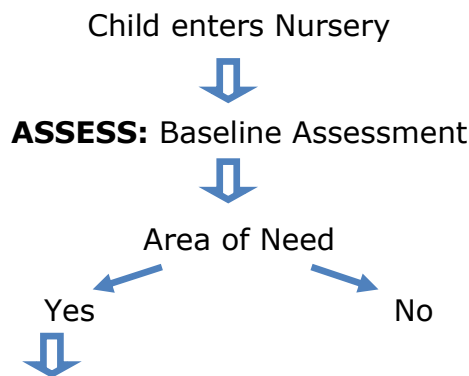 Child enters Nursery
ASSESS: Baseline Assessment
Area of Need
Yes No